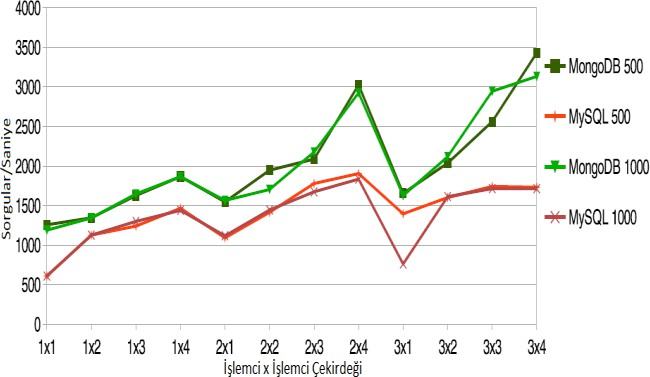 4000
3500
3000
2500
2000
1500
1000
500
0
Sorgular/Saniye
1x1 1x2 1x3 1x4 2x1 2x2 2x3 2x4 3x1 3x2 3x3 3x4
İşlemci x İşlemci Çekirdeği
MongoDB 500
MySQL 500
MongoDB 1000
MySQL 1000